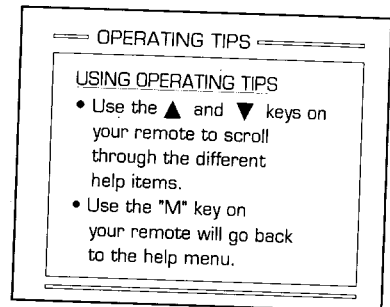 OPERATING TIPS
USING OPERATING TIPS
• Use the ▲ and ▼ keys on
your remote to scroll
through the different
help items.
• Use the "M" key on
your remote will go back
to the help menu.